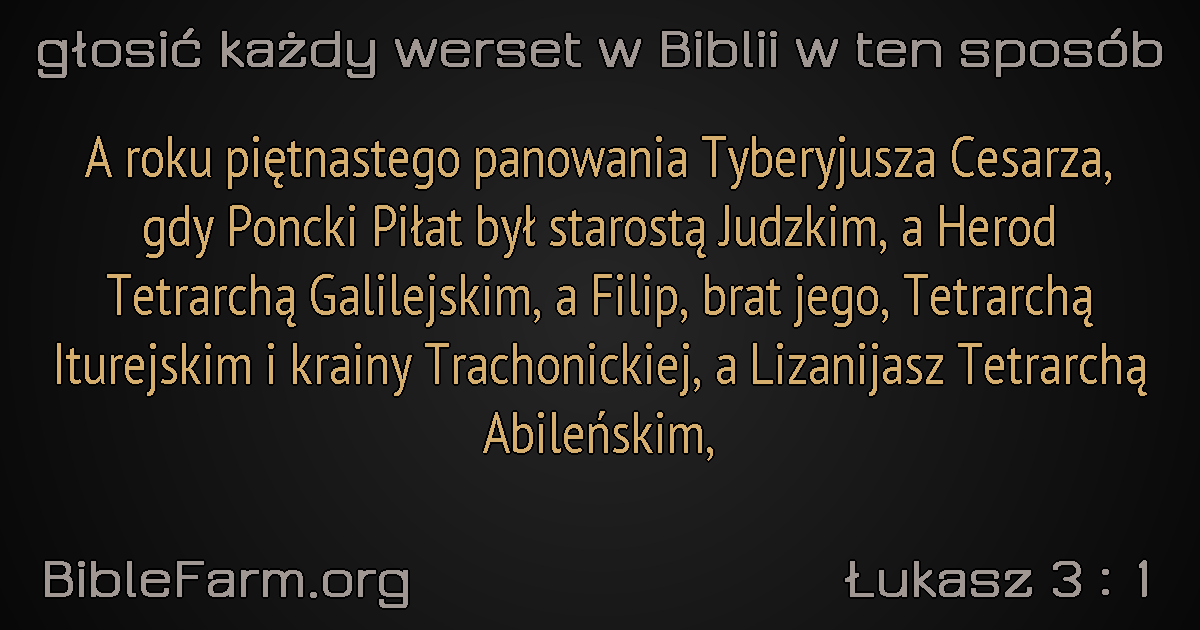 głosić każdy werset w Biblii w ten sposób
A roku piętnastego panowania Tyberyjusza Cesarza,
gdy Poncki Piłat był starostą Judzkim, a Herod
Tetrarchą Galilejskim, a Filip, brat jego, Tetrarchą
Iturejskim i krainy Trachonickiej, a Lizanijasz Tetrarchą
Abileńskim,
BibleFarm.org
Łukasz 3 : 1